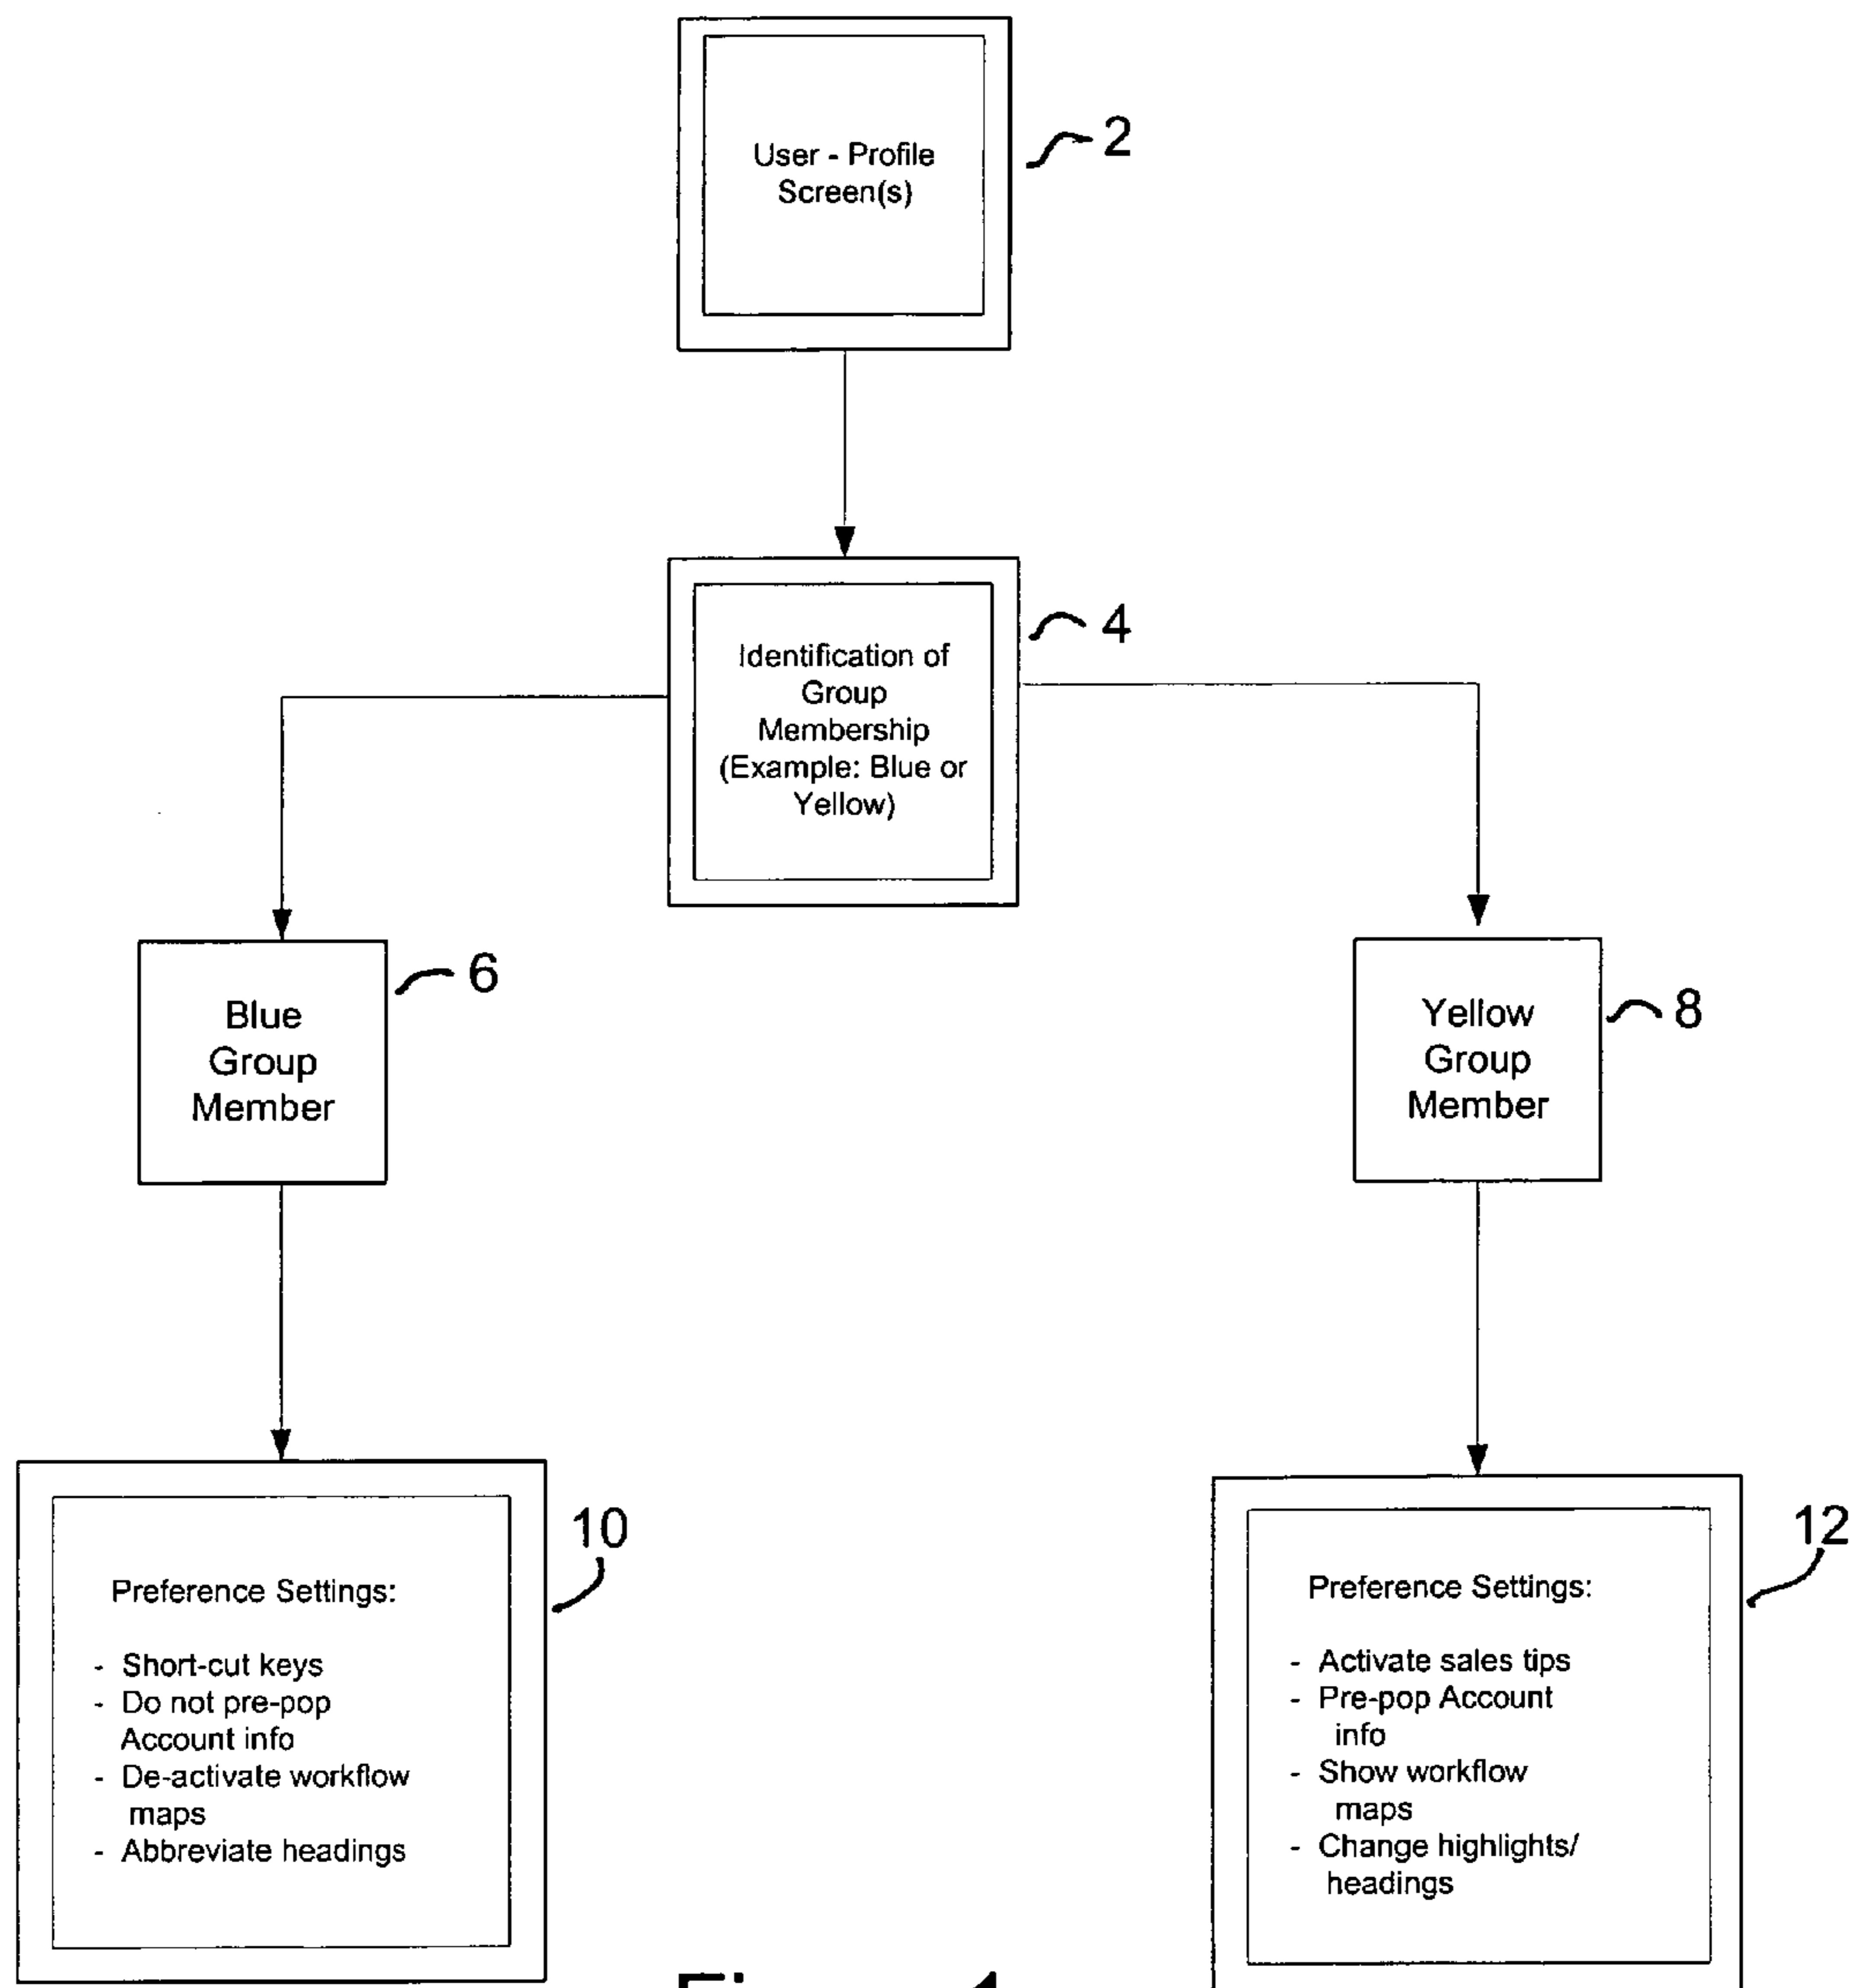 User - Profile
Screen(s)
2
Identification of
Group
Membership
(Example: Blue or
Yellow)
4
Blue
Group
Member
6
Yellow
Group
Member
8
Preference Settings:
- Short-cut keys
- Do not pre-pop
Account info
- De-activate workflow
maps
- Abbreviate headings
10
Preference Settings:
- Activate sales tips
- Pre-pop Account
info
- Show workflow
maps
- Change highlights/
headings
12